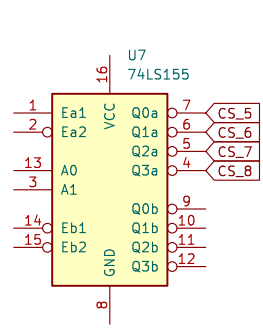 U7
74LS155
16
VCC
1 Ea1 Q0a 7 CS_5
2 Ea2 Q1a 6 CS_6
Q2a 5 CS_7
13 A0 Q3a 4 CS_8
3 A1
Q0b 9
14 Eb1 Q1b 10
15 Eb2 Q2b 11
Q3b 12
GND
8